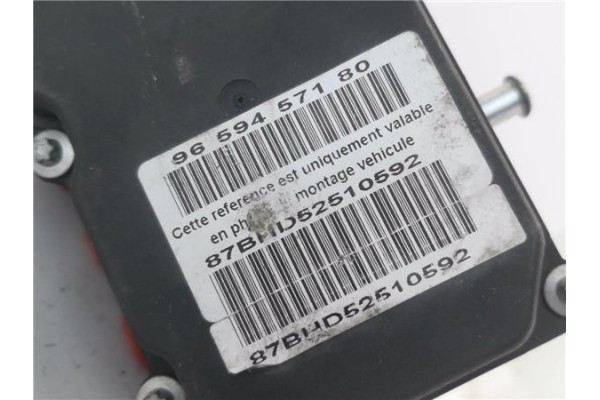 96 594 571 80
Cette reference est uniquement valable
en montage vehicule
87BHD52510592
87BHD52510592